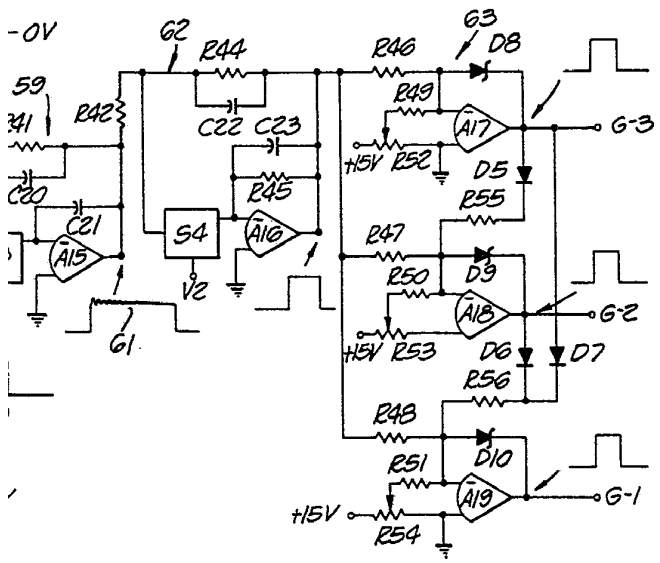 -OV
62
R44
R46
63
D8
59
R42
R49
A17
G-3
C22
C23
+15V
R52
R41
D5
C20
R45
R55
C21
S4
A16
R47
D9
A15
R50
V2
A18
G-2
+15V
R53
61
D6
D7
R56
R48
D10
R51
A19
G-1
+15V
R54